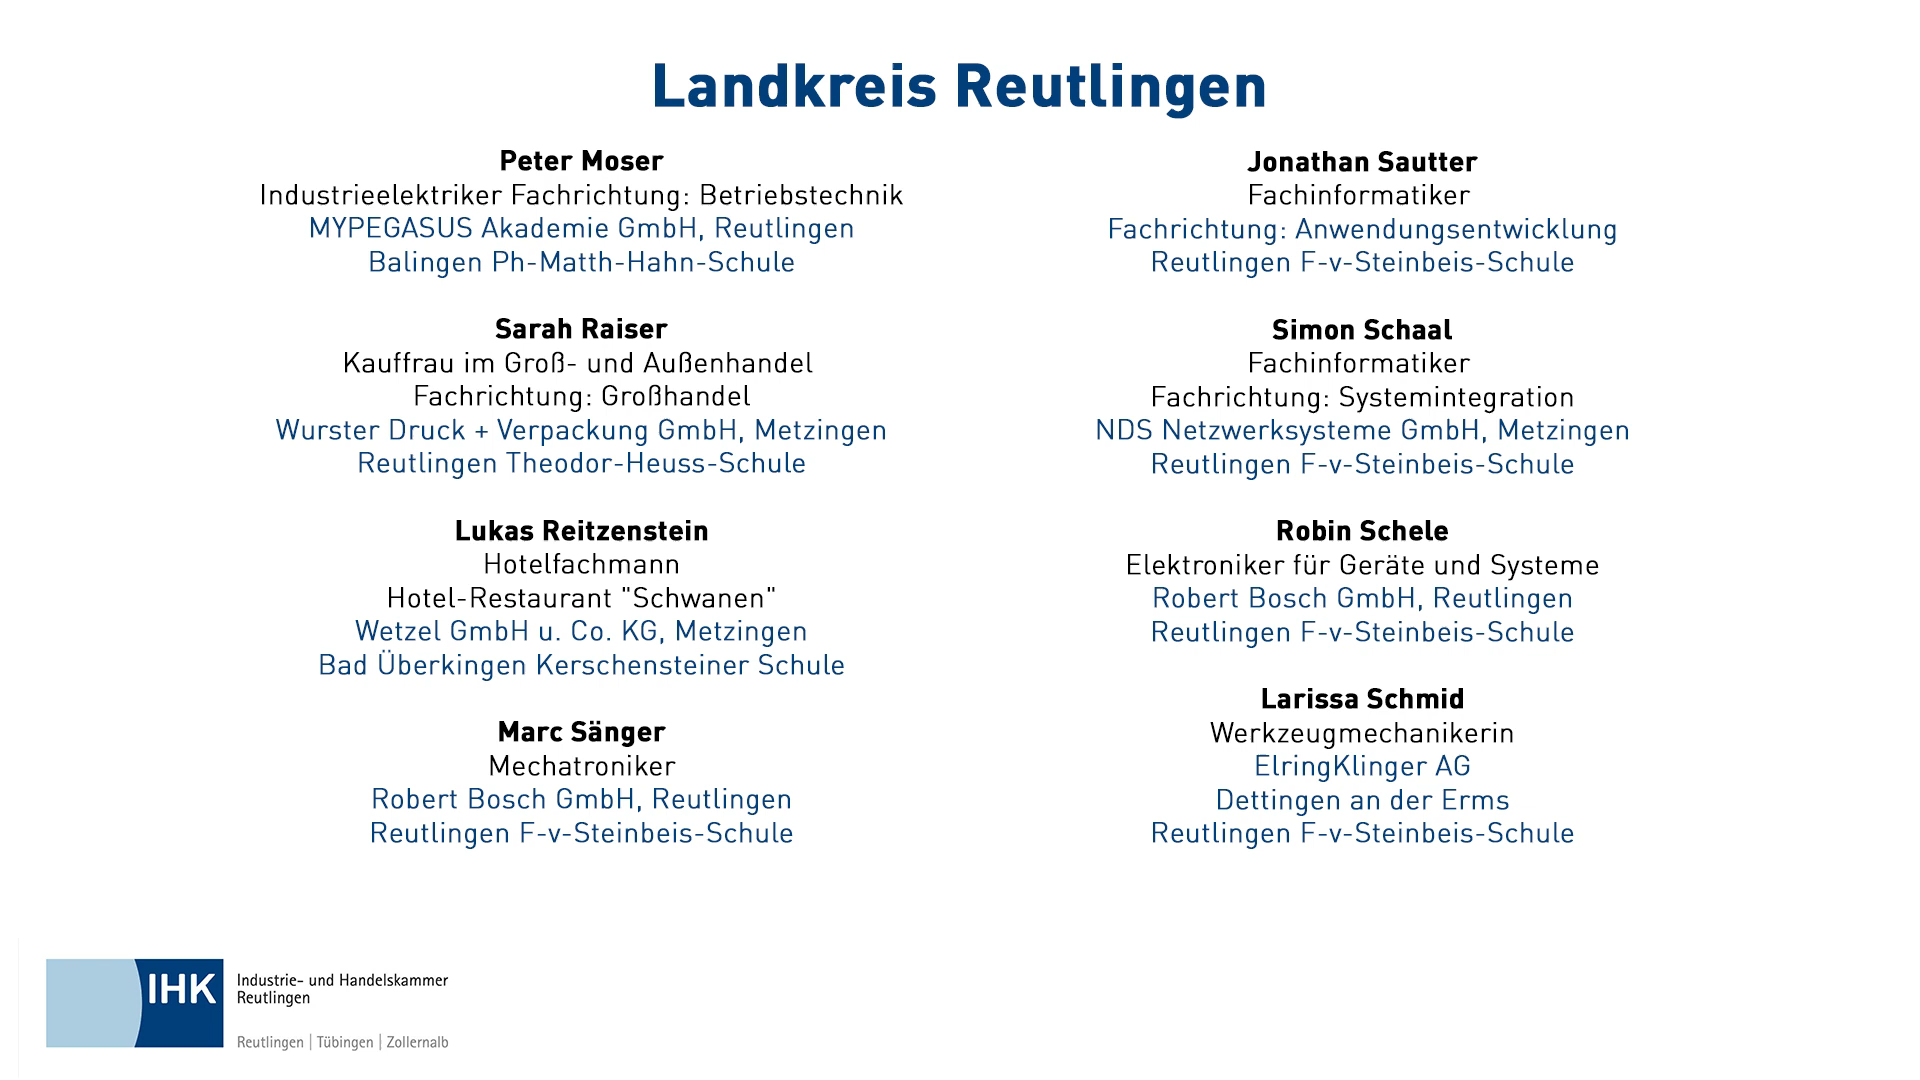 Landkreis Reutlingen
Peter Moser
Industrieelektriker Fachrichtung: Betriebstechnik
MYPEGASUS Akademie GmbH, Reutlingen
Balingen Ph-Matth-Hahn-Schule
Sarah Raiser
Kauffrau im Groß- und Außenhandel
Fachrichtung: Großhandel
Wurster Druck + Verpackung GmbH, Metzingen
Reutlingen Theodor-Heuss-Schule
Lukas Reitzenstein
Hotelfachmann
Hotel-Restaurant "Schwanen"
Wetzel GmbH u. Co. KG, Metzingen
Bad Überkingen Kerschensteiner Schule
Marc Sänger
Mechatroniker
Robert Bosch GmbH, Reutlingen
Reutlingen F-v-Steinbeis-Schule
Jonathan Sautter
Fachinformatiker
Fachrichtung: Anwendungsentwicklung
Reutlingen F-v-Steinbeis-Schule
Simon Schaal
Fachinformatiker
Fachrichtung: Systemintegration
NDS Netzwerksysteme GmbH, Metzingen
Reutlingen F-v-Steinbeis-Schule
Robin Schele
Elektroniker für Geräte und Systeme
Robert Bosch GmbH, Reutlingen
Reutlingen F-v-Steinbeis-Schule
Larissa Schmid
Werkzeugmechanikerin
ElringKlinger AG
Dettingen an der Erms
Reutlingen F-v-Steinbeis-Schule
IHK
Industrie- und Handelskammer
Reutlingen
Reutlingen | Tübingen | Zollernalb